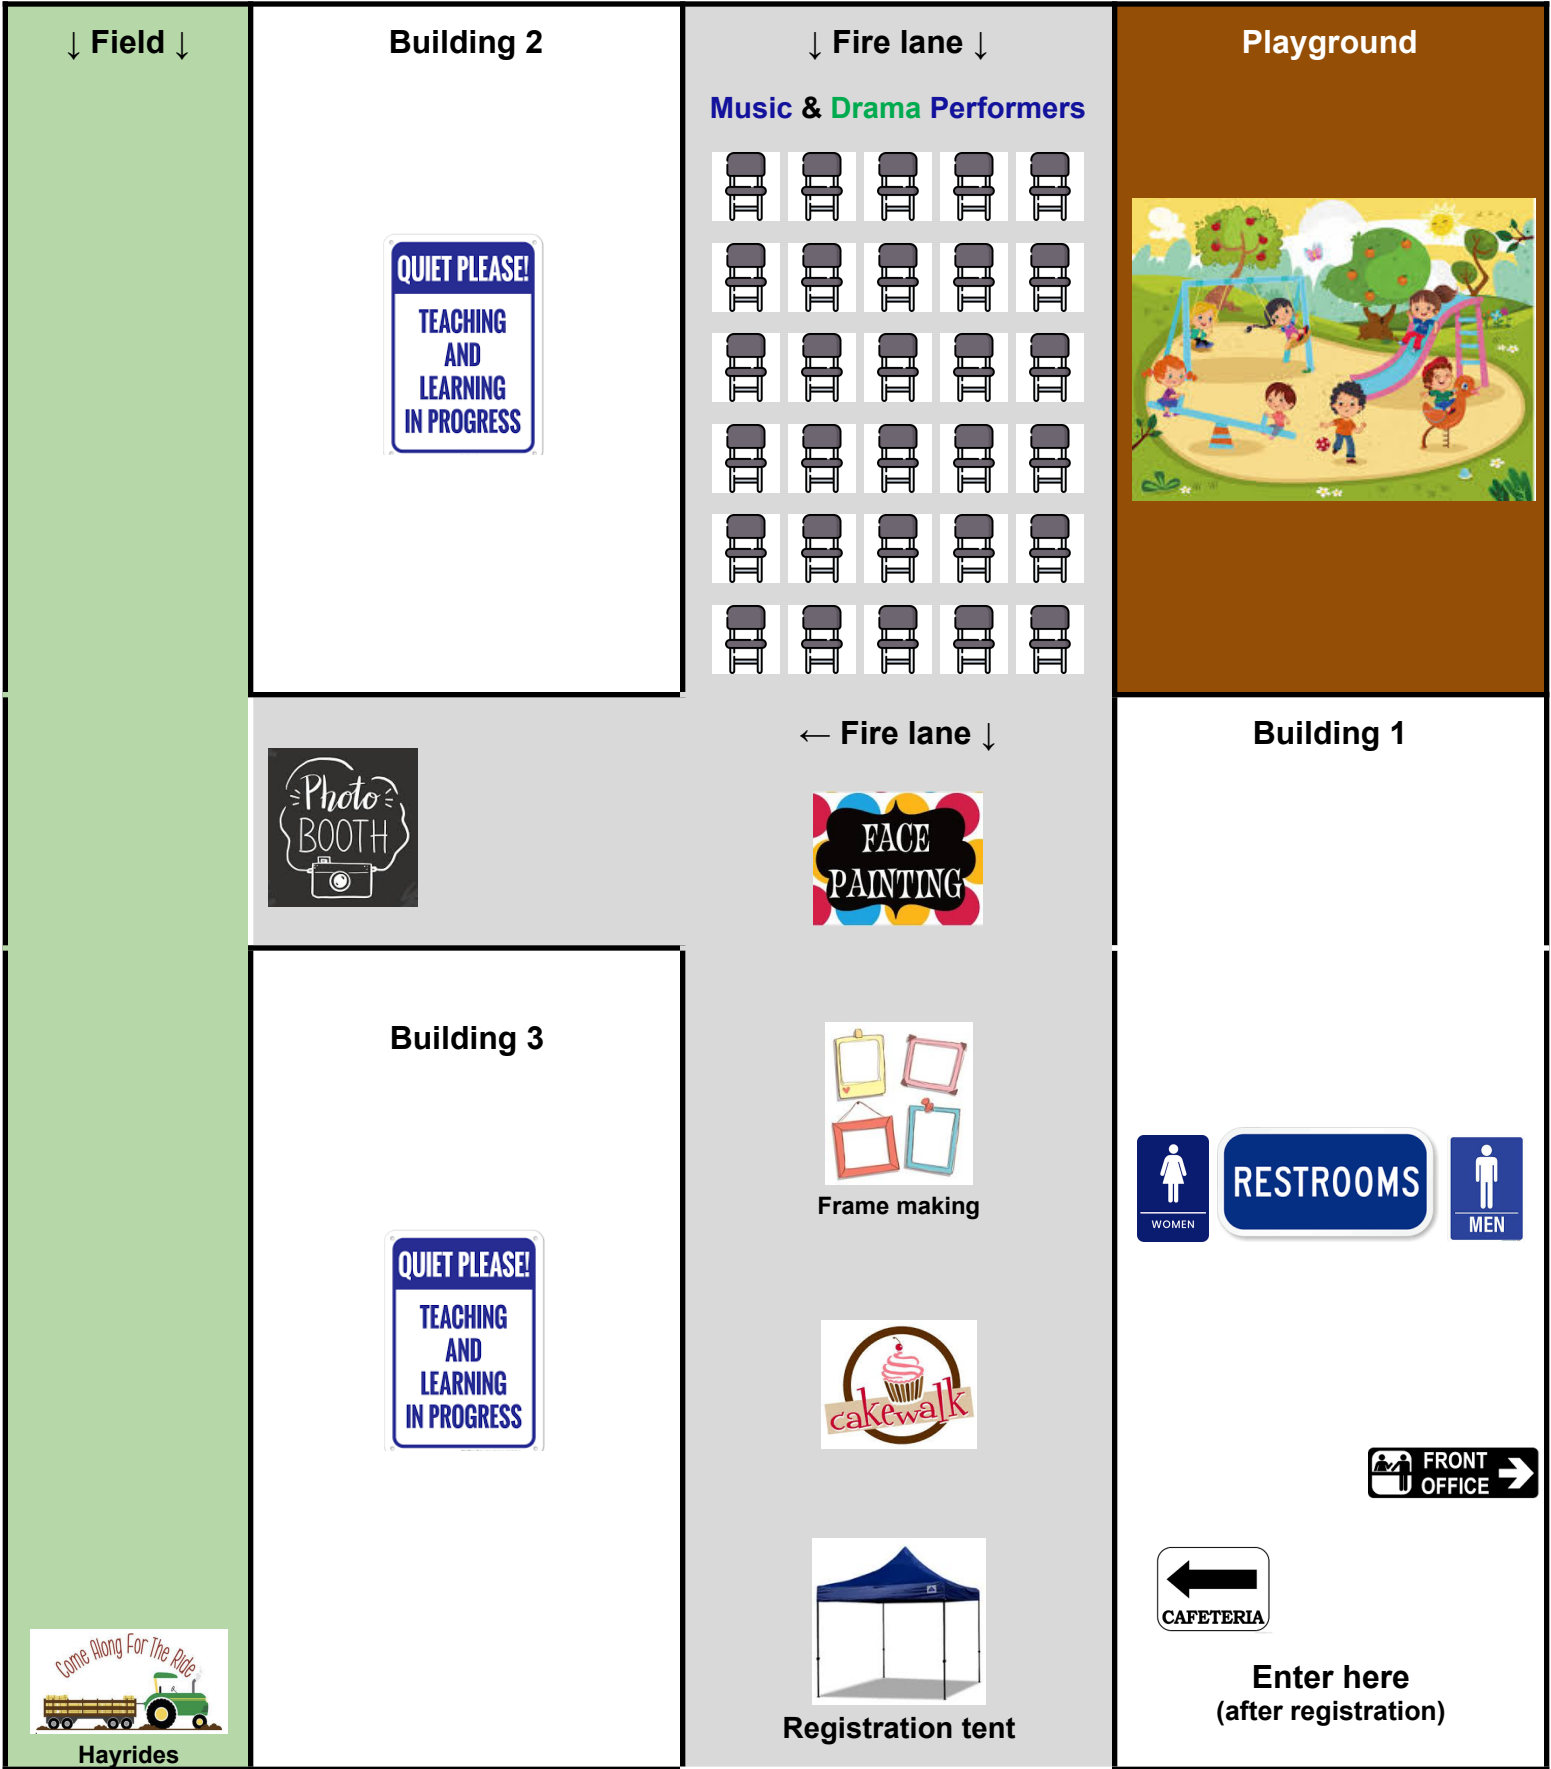 ↓ Field ↓
Building 2
↓ Fire lane ↓
Playground
Music & Drama Performers
QUIET PLEASE!
TEACHING
AND
LEARNING
IN PROGRESS
← Fire lane ↓
Building 1
Photo
BOOTH
FACE
PAINTING
Building 3
Frame making
WOMEN
RESTROOMS
MEN
QUIET PLEASE!
TEACHING
AND
LEARNING
IN PROGRESS
cakewalk
FRONT
OFFICE
CAFETERIA
Come Along For The Ride
Hayrides
Registration tent
Enter here
(after registration)